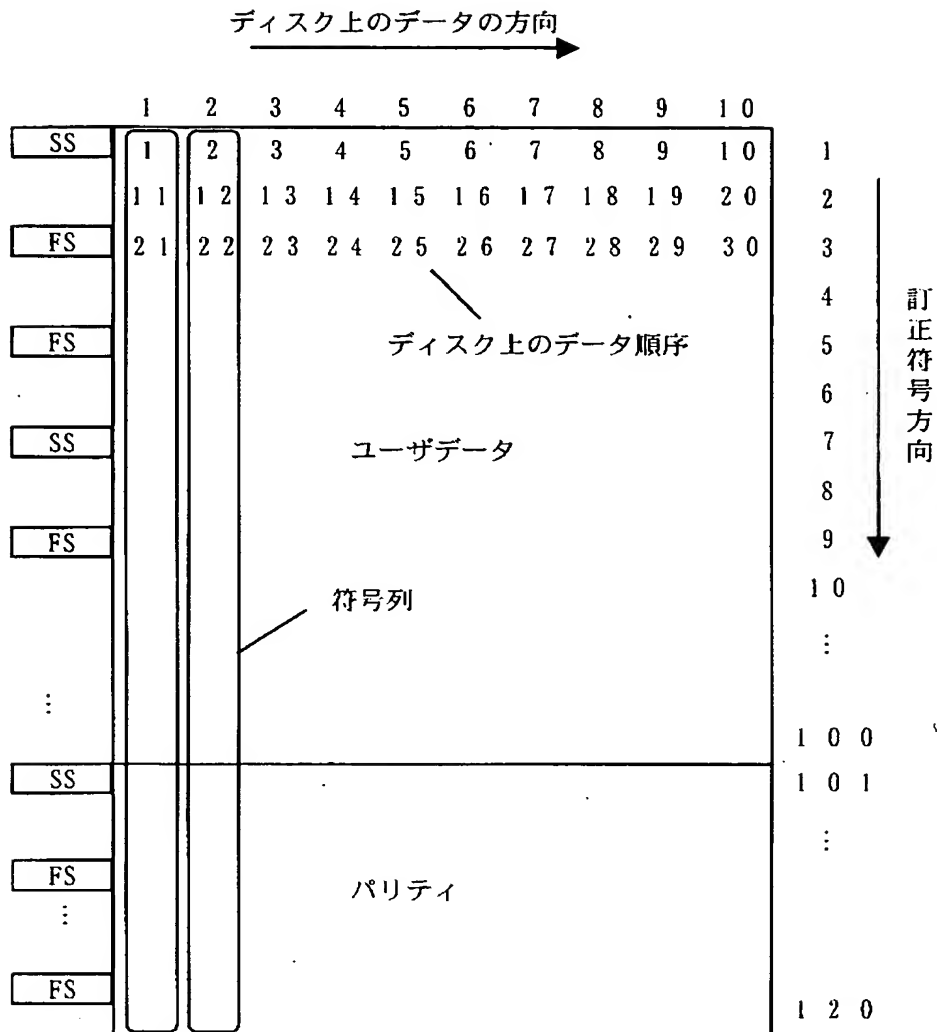 ディスク上のデータの方向
1 2 3 4 5 6 7 8 9 10
SS 1 2 3 4 5 6 7 8 9 10 1
11 12 13 14 15 16 17 18 19 20 2
FS 21 22 23 24 25 26 27 28 29 30 3
4
FS ディスク上のデータ順序 5
6
SS ユーザデータ 7
8
FS 9
10
符号列
⋮
⋮
100
SS 101
⋮
FS パリティ
⋮
FS
120
訂正符号方向